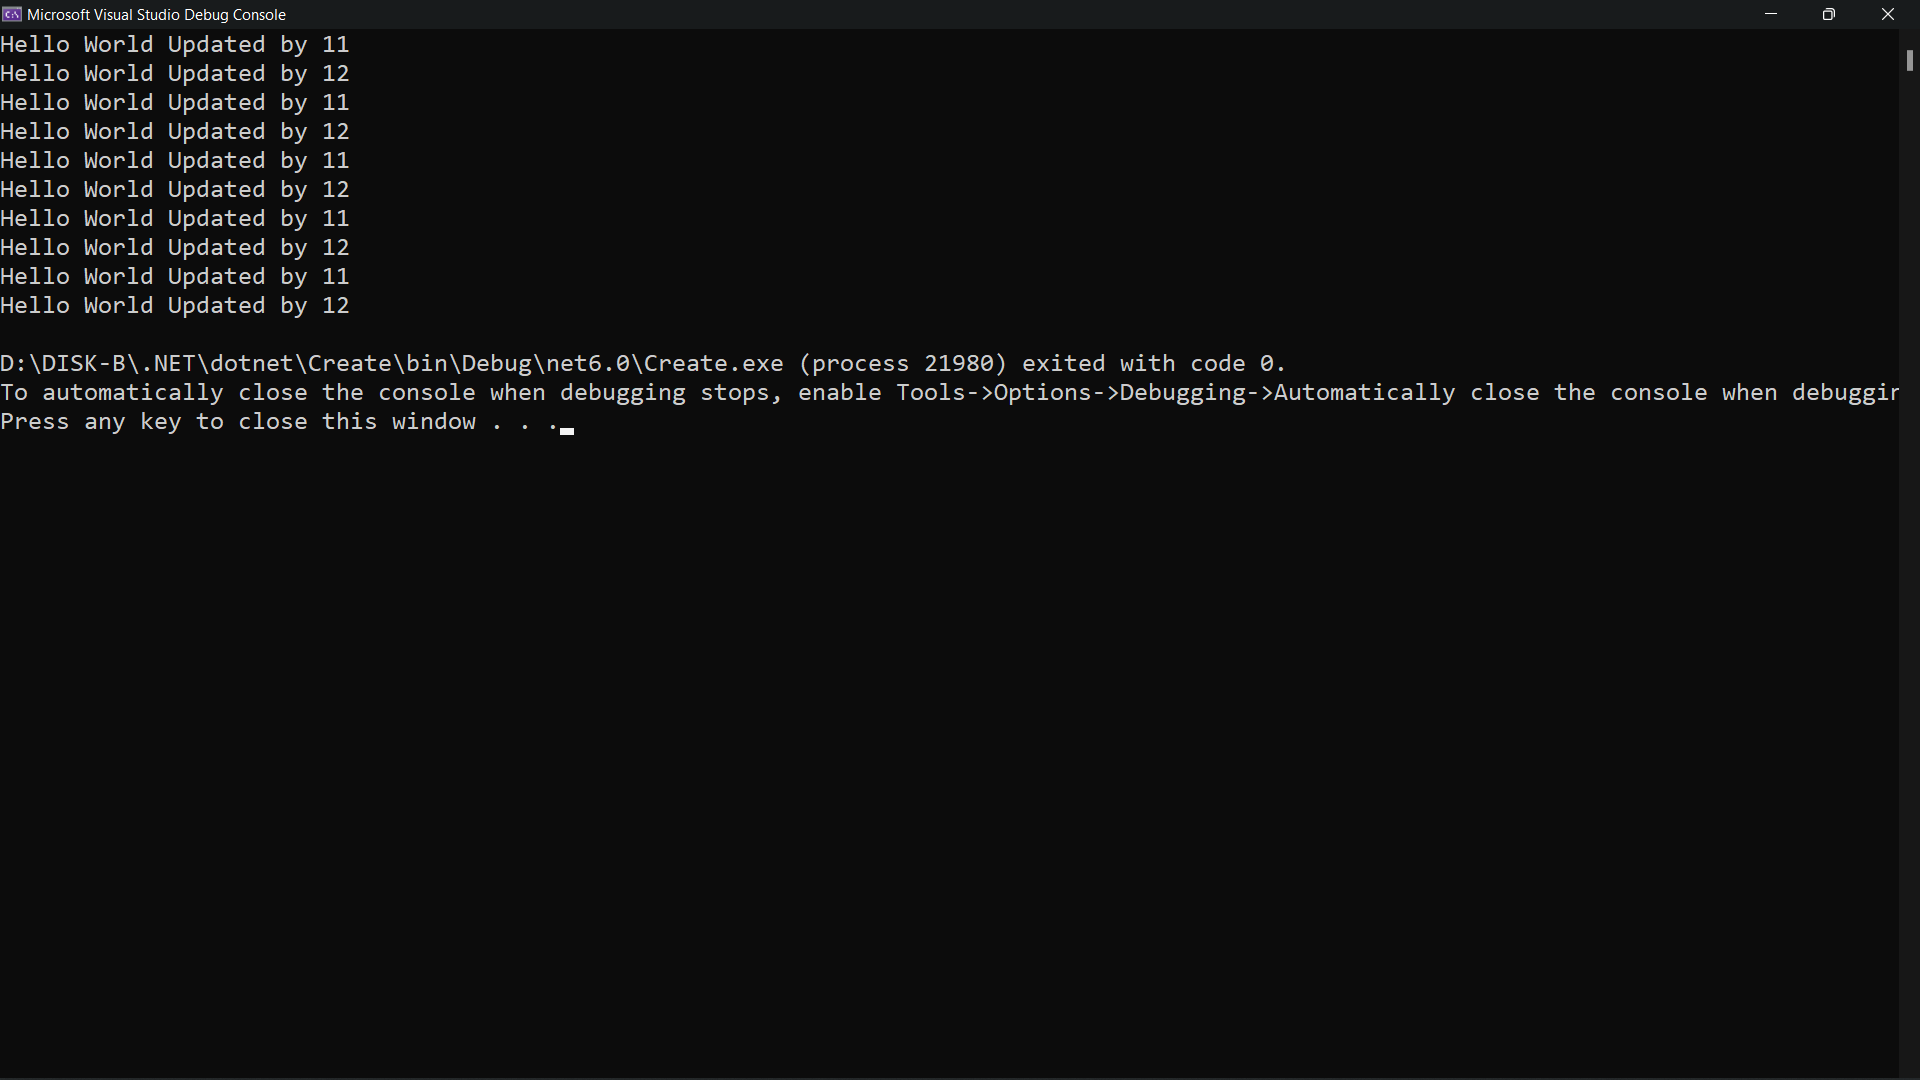 Microsoft Visual Studio Debug Console
Hello World Updated by 11
Hello World Updated by 12
Hello World Updated by 11
Hello World Updated by 12
Hello World Updated by 11
Hello World Updated by 12
Hello World Updated by 11
Hello World Updated by 12
Hello World Updated by 11
Hello World Updated by 12
D:\DISK-B\.NET\dotnet\Create\bin\Debug\net6.0\Create.exe (process 21980) exited with code 0.
To automatically close the console when debugging stops, enable Tools->Options->Debugging->Automatically close the console when debuggin
Press any key to close this window . . .